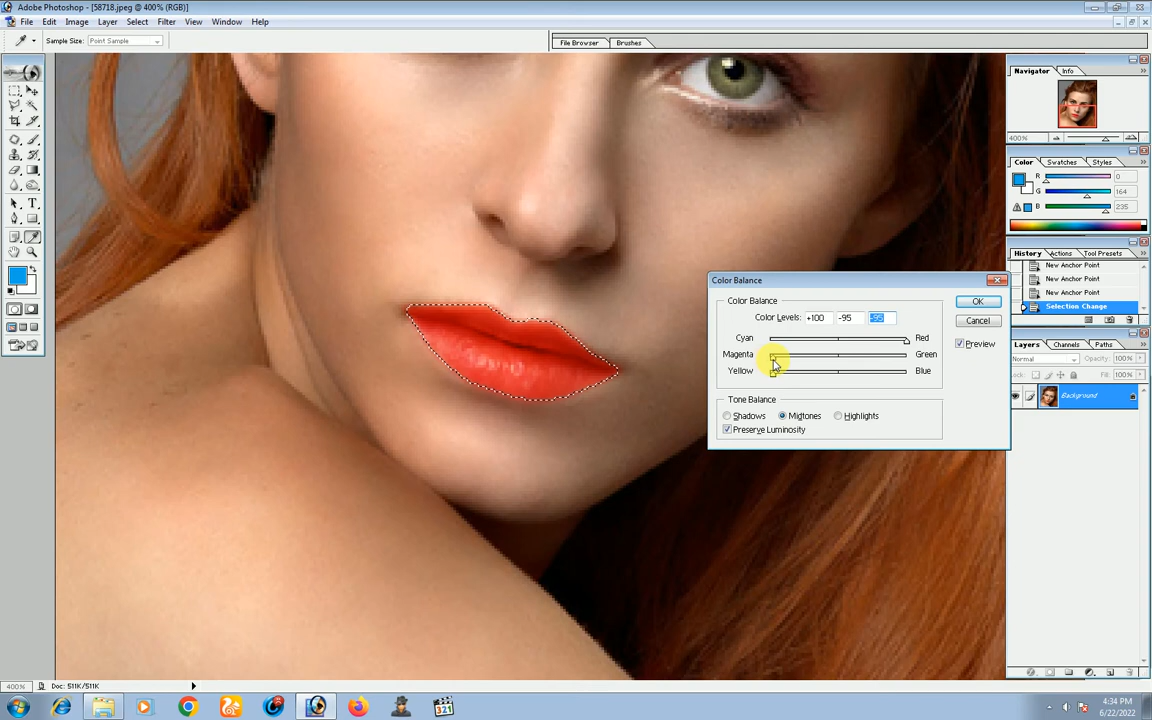 Adobe Photoshop - [58718.jpeg @ 400% (RGB)]
File Edit Image Layer Select Filter View Window Help
Sample Size: Point Sample
File Browser Brushes
Navigator Info
400%
Color Swatches Styles
R 0
G 164
B 235
History Actions Tool Presets
New Anchor Point
New Anchor Point
New Anchor Point
Selection Change
Layers Channels Paths
Normal Opacity: 100%
Lock: Fill: 100%
Background
Color Balance
Color Balance
Color Levels: +100 -95 -95
Cyan Red
Magenta Green
Yellow Blue
OK
Cancel
Preview
Tone Balance
Shadows Midtones Highlights
Preserve Luminosity
400% Doc: 511K/511K
321
4:34 PM
6/22/2022